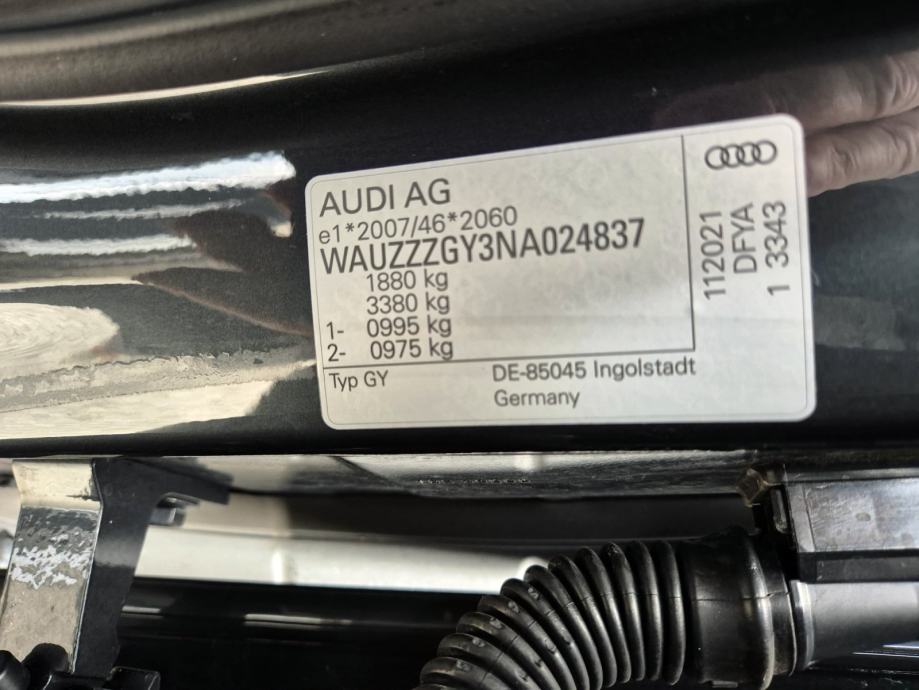 AUDI AG
e1*2007/46*2060
WAUZZZGY3NA024837
1880 kg
3380 kg
1- 0995 kg
2- 0975 kg
Typ GY
DE-85045 Ingolstadt
Germany
112021
DFYA
1 3343